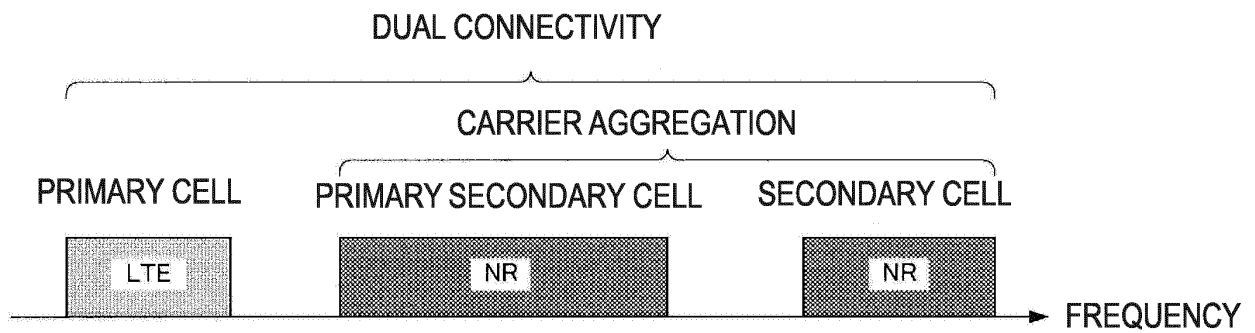 DUAL CONNECTIVITY
CARRIER AGGREGATION
PRIMARY CELL PRIMARY SECONDARY CELL SECONDARY CELL
LTE NR NR
FREQUENCY